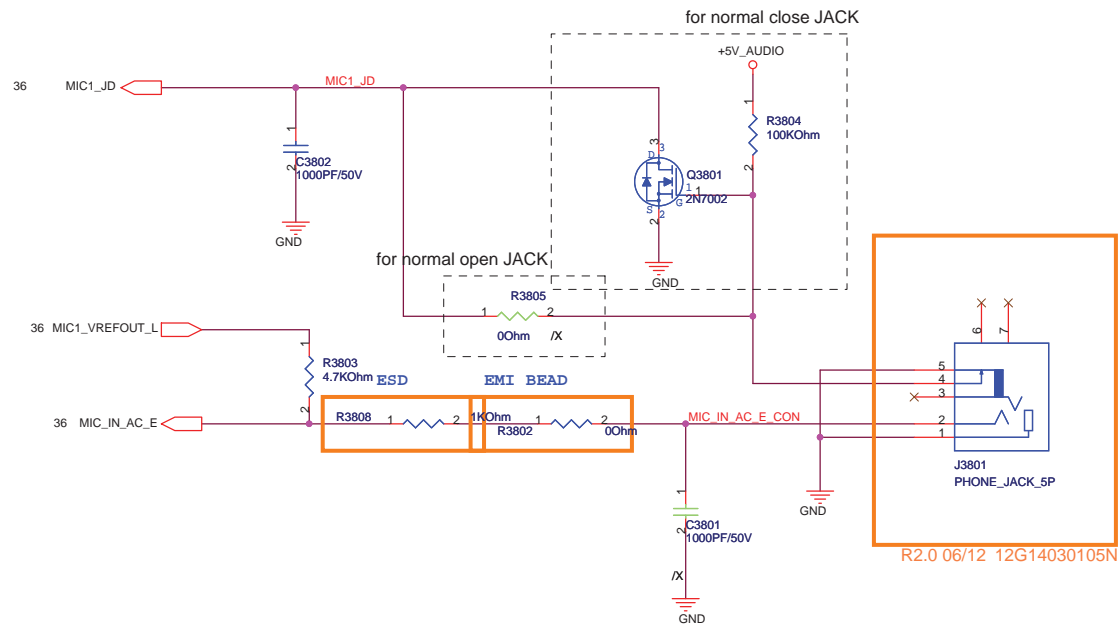 for normal close JACK
+5V_AUDIO
36 MIC1_JD
MIC1_JD
1
R3804
100KOhm
2
1
C3802
2
1000PF/50V
GND
3
3
D
Q3801
1
1
2N7002
G
S
2
2
GND
for normal open JACK
R3805
1
2
0Ohm
/X
36 MIC1_VREFOUT_L
1
R3803
4.7KOhm
2
ESD
EMI BEAD
36 MIC_IN_AC_E
R3808
1
2
1KOhm
R3802
1
2
0Ohm
MIC_IN_AC_E_CON
6
7
5
4
3
2
1
J3801
PHONE_JACK_5P
GND
1
C3801
2
1000PF/50V
/X
GND
R2.0 06/12 12G14030105N